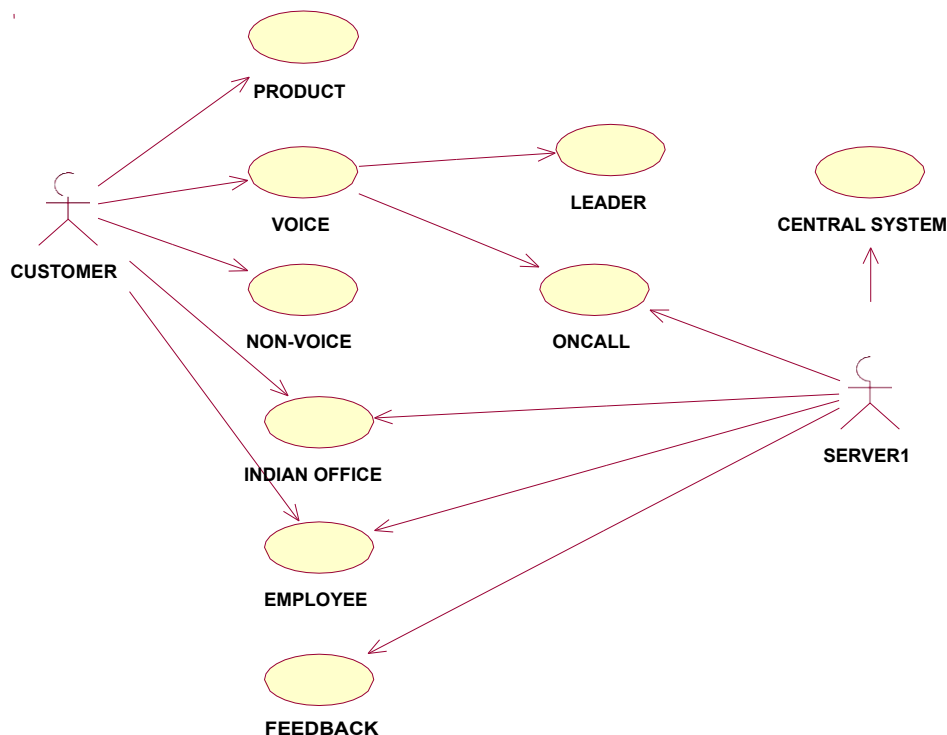 PRODUCT
LEADER
VOICE
CENTRAL SYSTEM
CUSTOMER
NON-VOICE
ONCALL
SERVER1
INDIAN OFFICE
EMPLOYEE
FEEDBACK